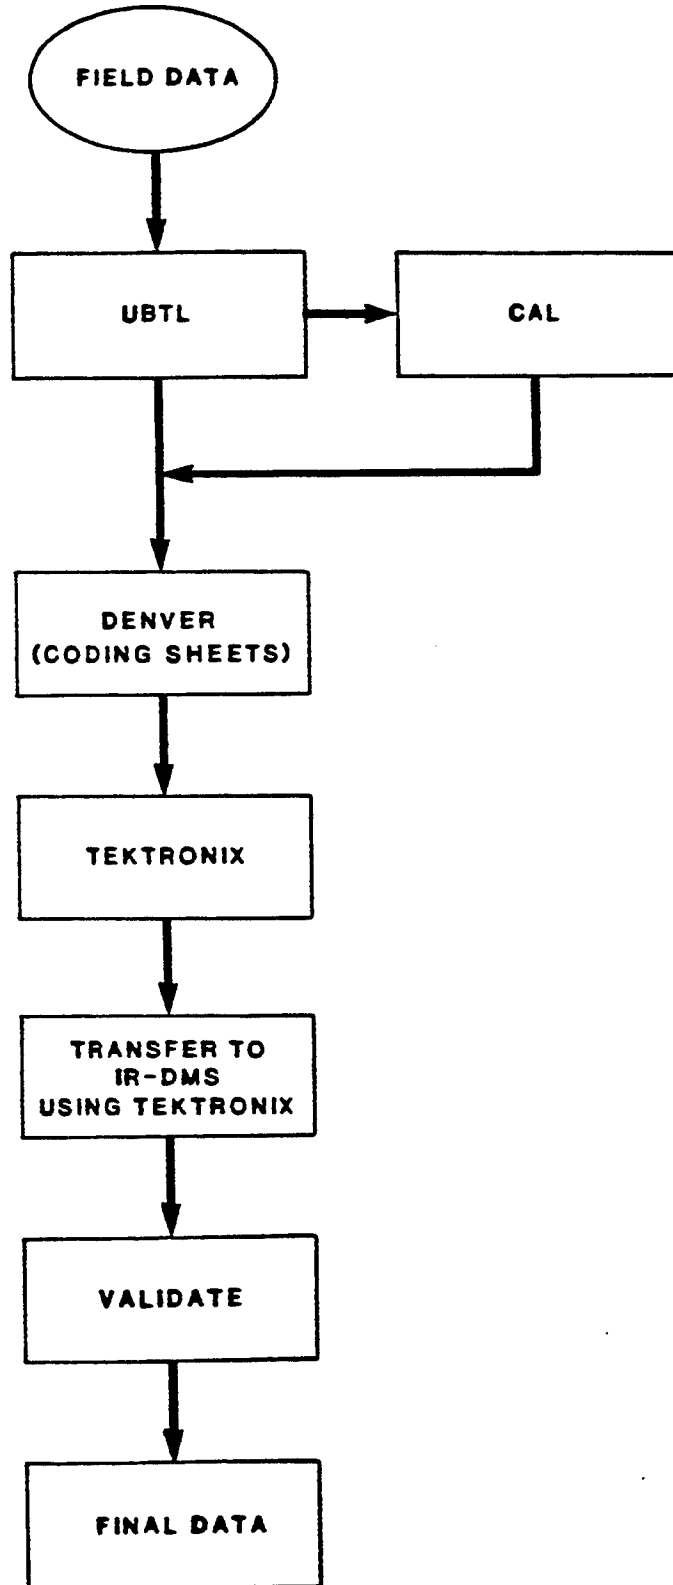 FIELD DATA
UBTL
CAL
DENVER
(CODING SHEETS)
TEKTRONIX
TRANSFER TO
IR-DMS
USING TEKTRONIX
VALIDATE
FINAL DATA